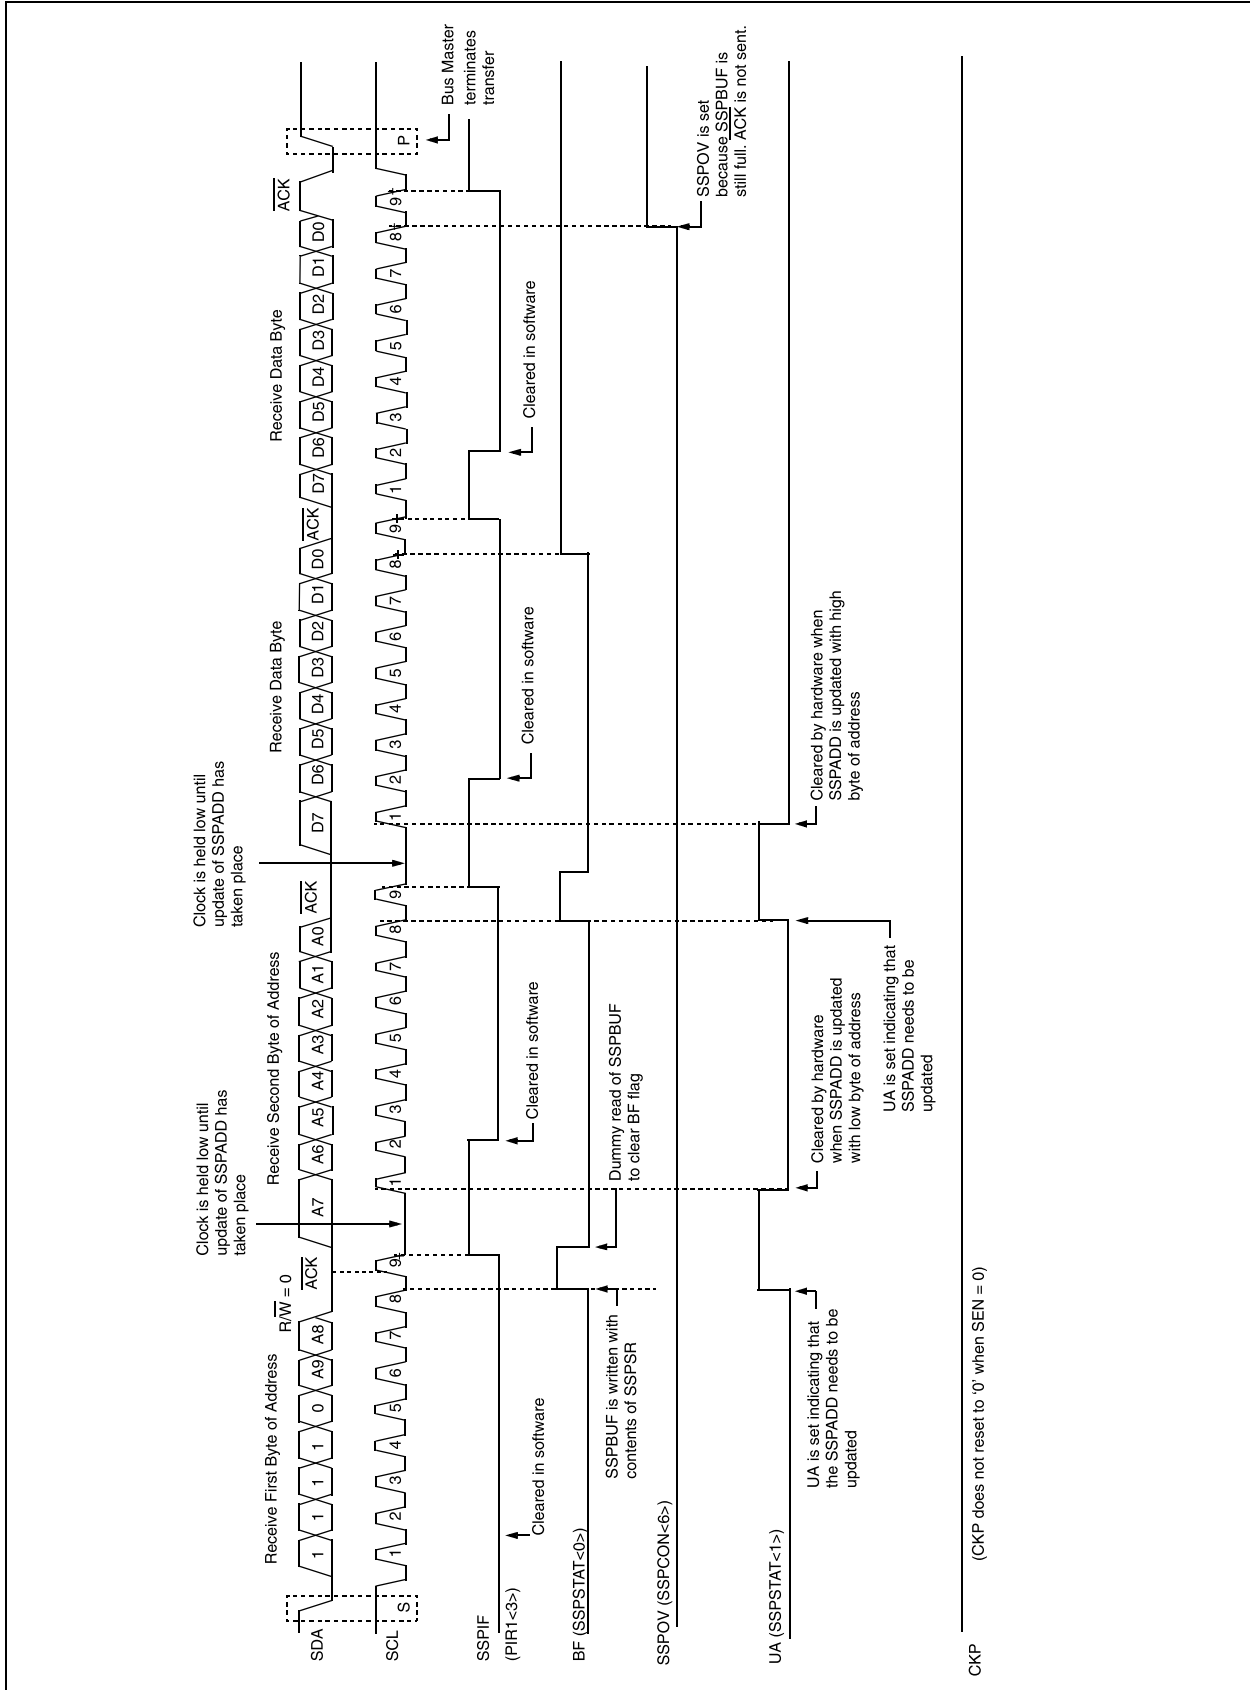 Clock is held low until
update of SSPADD has
taken place
Clock is held low until
update of SSPADD has
taken place
Receive First Byte of Address
R/W = 0
Receive Second Byte of Address
Receive Data Byte
Receive Data Byte
ACK
SDA
1 1 1 1 0 A9 A8 ACK A7 A6 A5 A4 A3 A2 A1 A0 ACK D7 D6 D5 D4 D3 D2 D1 D0 ACK D7 D6 D5 D4 D3 D2 D1 D0
SCL
S 1 2 3 4 5 6 7 8 9 1 2 3 4 5 6 7 8 9 1 2 3 4 5 6 7 8 9 1 2 3 4 5 6 7 8 9 P
Bus Master
terminates
transfer
SSPIF
(PIR1<3>)
Cleared in software
Cleared in software
Cleared in software
Cleared in software
BF (SSPSTAT<0>)
SSPBUF is written with
contents of SSPSR
Dummy read of SSPBUF
to clear BF flag
SSPOV (SSPCON<6>)
SSPOV is set
because SSPBUF is
still full. ACK is not sent.
UA (SSPSTAT<1>)
UA is set indicating that
the SSPADD needs to be
updated
Cleared by hardware
when SSPADD is updated
with low byte of address
UA is set indicating that
SSPADD needs to be
updated
Cleared by hardware when
SSPADD is updated with high
byte of address
CKP
(CKP does not reset to ‘0’ when SEN = 0)